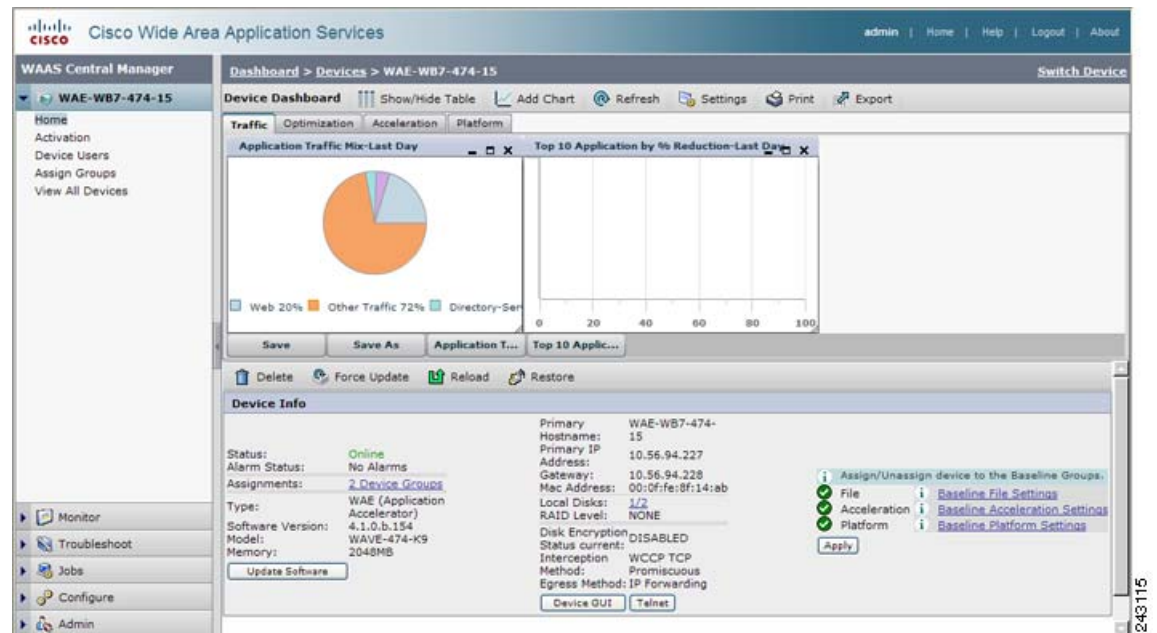 CISCO Cisco Wide Area Application Services
admin | Home | Help | Logout | About
WAAS Central Manager
WAE-WB7-474-15
Home
Activation
Device Users
Assign Groups
View All Devices
Monitor
Troubleshoot
Jobs
Configure
Admin
Dashboard > Devices > WAE-WB7-474-15
Switch Device
Device Dashboard Show/Hide Table Add Chart Refresh Settings Print Export
Traffic Optimization Acceleration Platform
Application Traffic Mix-Last Day
Web 20% Other Traffic 72% Directory-Ser
Top 10 Application by % Reduction-Last Day
0 20 40 60 80 100
Save Save As Application T... Top 10 Applic...
Delete Force Update Reload Restore
Device Info
Status: Online
Alarm Status: No Alarms
Assignments: 2 Device Groups
Type: WAE (Application
Accelerator)
Software Version: 4.1.0.b.154
Model: WAVE-474-K9
Memory: 2048MB
Update Software
Primary WAE-WB7-474-
Hostname: 15
Primary IP
Address: 10.56.94.227
Gateway: 10.56.94.228
Mac Address: 00:0f:fe:8f:14:ab
Local Disks: 1/2
RAID Level: NONE
Disk Encryption
Status current: DISABLED
Interception WCCP TCP
Method: Promiscuous
Egress Method: IP Forwarding
Device GUI Telnet
i Assign/Unassign device to the Baseline Groups.
File i Baseline File Settings
Acceleration i Baseline Acceleration Settings
Platform i Baseline Platform Settings
Apply
243115